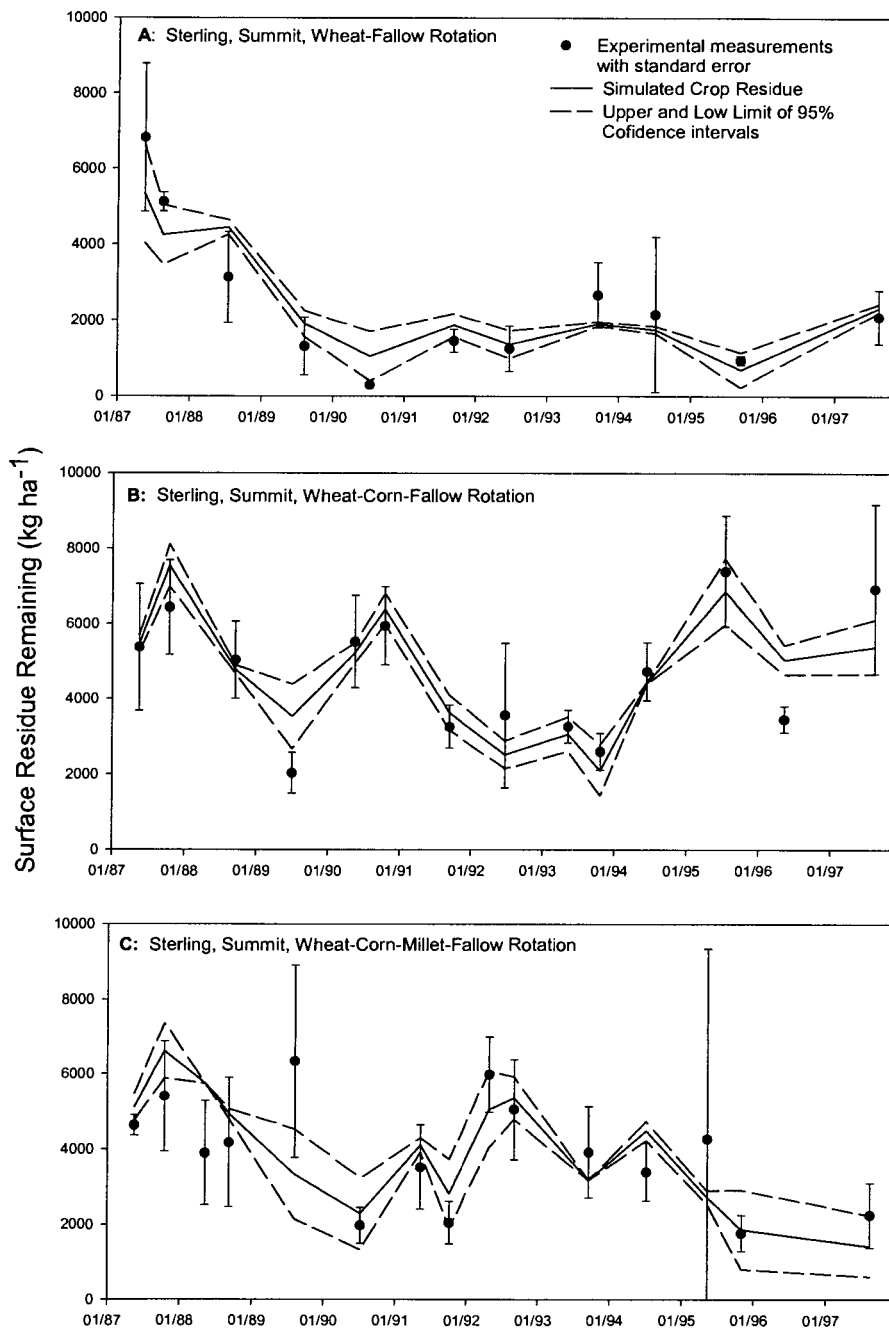 Surface Residue Remaining (kg ha⁻¹)
A: Sterling, Summit, Wheat-Fallow Rotation
Experimental measurements
with standard error
Simulated Crop Residue
Upper and Low Limit of 95%
Cofidence intervals
10000
8000
6000
4000
2000
0
01/87 01/88 01/89 01/90 01/91 01/92 01/93 01/94 01/95 01/96 01/97
B: Sterling, Summit, Wheat-Corn-Fallow Rotation
10000
8000
6000
4000
2000
0
01/87 01/88 01/89 01/90 01/91 01/92 01/93 01/94 01/95 01/96 01/97
C: Sterling, Summit, Wheat-Corn-Millet-Fallow Rotation
10000
8000
6000
4000
2000
0
01/87 01/88 01/89 01/90 01/91 01/92 01/93 01/94 01/95 01/96 01/97